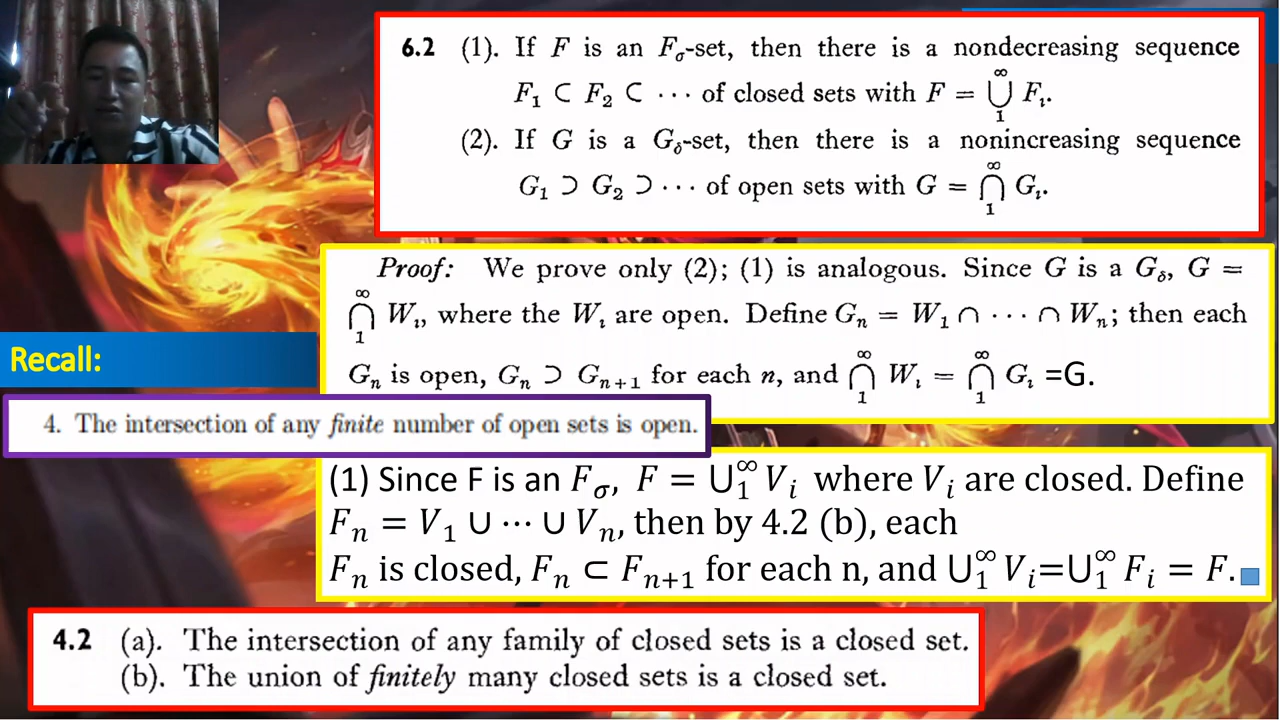 6.2 (1). If F is an Fσ-set, then there is a nondecreasing sequence
F₁ ⊂ F₂ ⊂ ⋯ of closed sets with F = ⋃₁^∞ Fᵢ.
(2). If G is a Gδ-set, then there is a nonincreasing sequence
G₁ ⊃ G₂ ⊃ ⋯ of open sets with G = ⋂₁^∞ Gᵢ.
Proof: We prove only (2); (1) is analogous. Since G is a Gδ, G =
⋂₁^∞ Wᵢ, where the Wᵢ are open. Define Gₙ = W₁ ∩ ⋯ ∩ Wₙ; then each
Gₙ is open, Gₙ ⊃ Gₙ₊₁ for each n, and ⋂₁^∞ Wᵢ = ⋂₁^∞ Gᵢ =G.
Recall:
4. The intersection of any finite number of open sets is open.
(1) Since F is an Fσ, F = ⋃₁^∞ Vᵢ where Vᵢ are closed. Define
Fₙ = V₁ ∪ ⋯ ∪ Vₙ, then by 4.2 (b), each
Fₙ is closed, Fₙ ⊂ Fₙ₊₁ for each n, and ⋃₁^∞ Vᵢ=⋃₁^∞ Fᵢ = F.
4.2 (a). The intersection of any family of closed sets is a closed set.
(b). The union of finitely many closed sets is a closed set.